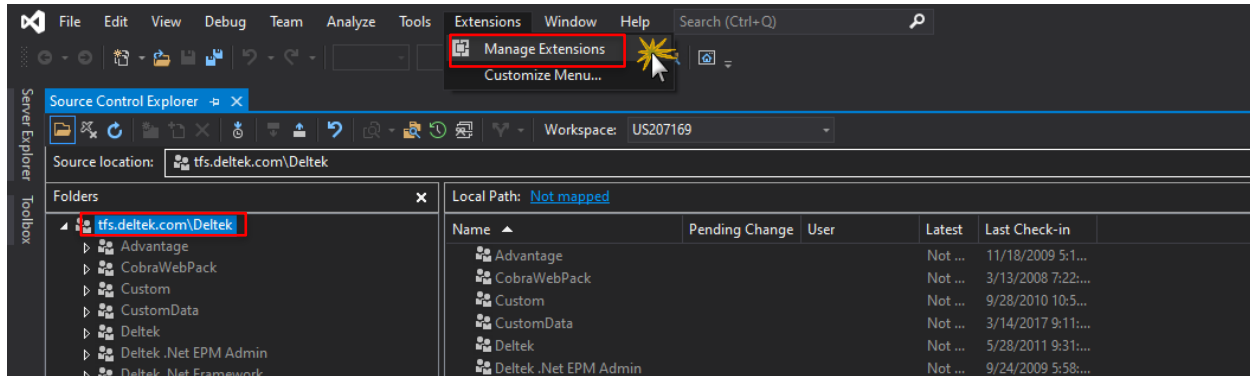 File Edit View Debug Team Analyze Tools Extensions Window Help Search (Ctrl+Q)
Manage Extensions
Customize Menu...
Server Explorer
Toolbox
Source Control Explorer
Workspace: US207169
Source location: tfs.deltek.com\Deltek
Folders
Local Path: Not mapped
tfs.deltek.com\Deltek
Advantage
CobraWebPack
Custom
CustomData
Deltek
Deltek .Net EPM Admin
Deltek .Net Framework
Name Pending Change User Latest Last Check-in
Advantage Not ... 11/18/2009 5:1...
CobraWebPack Not ... 3/13/2008 7:22:...
Custom Not ... 9/28/2010 10:5...
CustomData Not ... 3/14/2017 9:11:...
Deltek Not ... 5/28/2011 9:31:...
Deltek .Net EPM Admin Not ... 9/24/2009 5:58:...